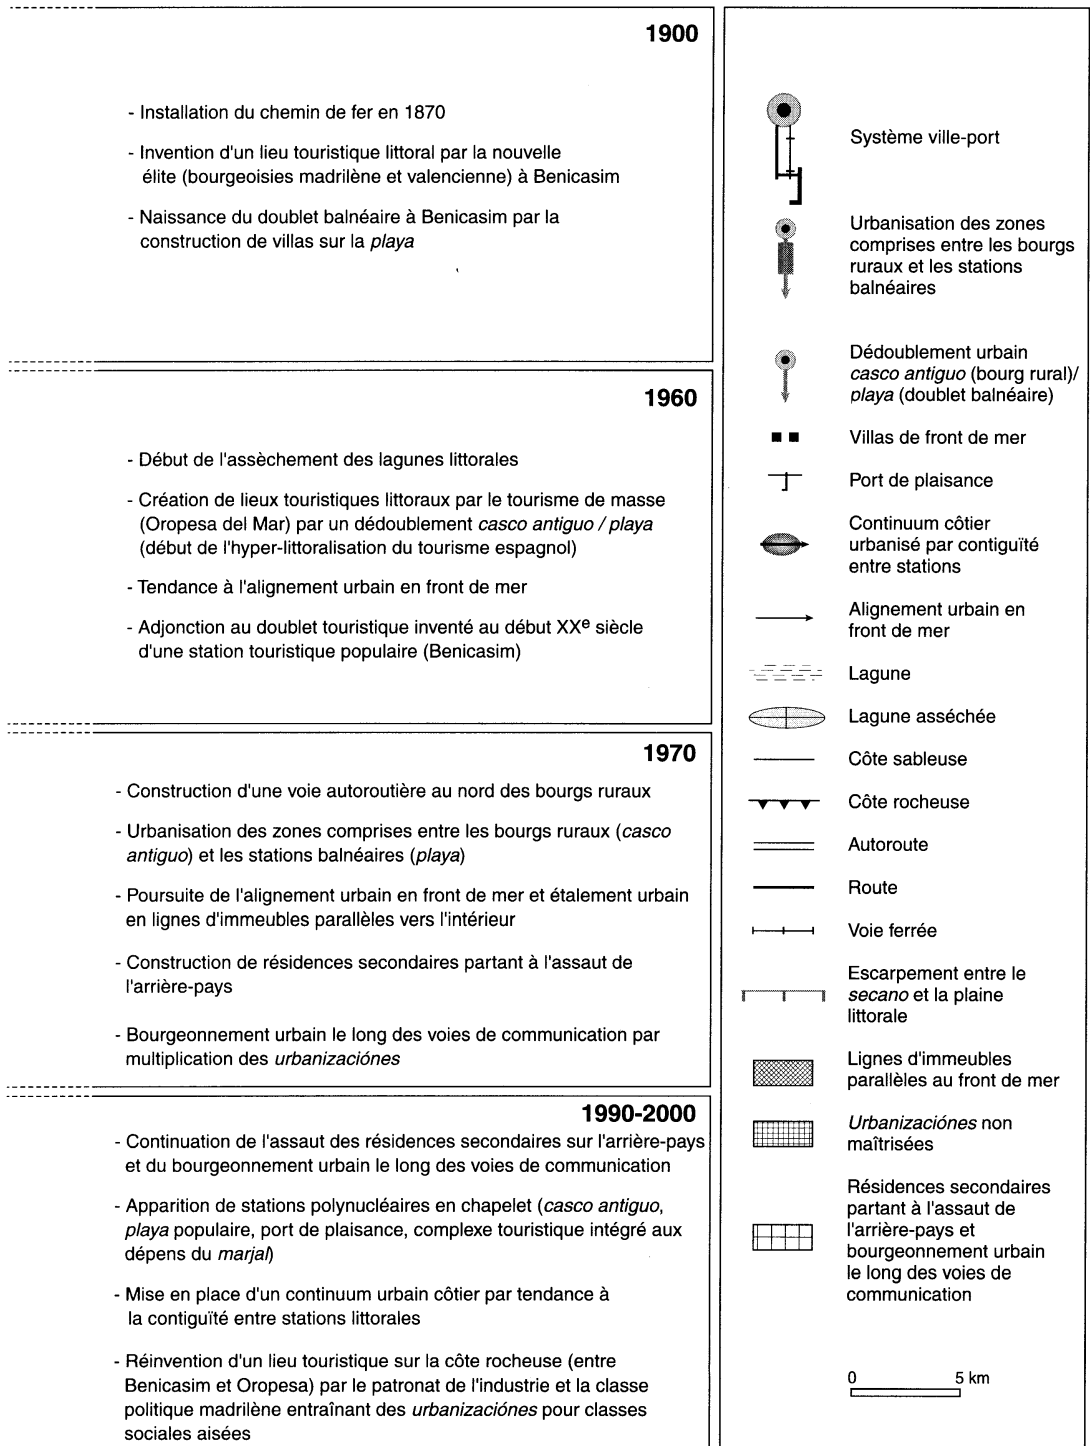 1900
- Installation du chemin de fer en 1870
- Invention d'un lieu touristique littoral par la nouvelle
élite (bourgeoisies madrilène et valencienne) à Benicasim
- Naissance du doublet balnéaire à Benicasim par la
construction de villas sur la playa
1960
- Début de l'assèchement des lagunes littorales
- Création de lieux touristiques littoraux par le tourisme de masse
(Oropesa del Mar) par un dédoublement casco antiguo / playa
(début de l'hyper-littoralisation du tourisme espagnol)
- Tendance à l'alignement urbain en front de mer
- Adjonction au doublet touristique inventé au début XXe siècle
d'une station touristique populaire (Benicasim)
1970
- Construction d'une voie autoroutière au nord des bourgs ruraux
- Urbanisation des zones comprises entre les bourgs ruraux (casco
antiguo) et les stations balnéaires (playa)
- Poursuite de l'alignement urbain en front de mer et étalement urbain
en lignes d'immeubles parallèles vers l'intérieur
- Construction de résidences secondaires partant à l'assaut de
l'arrière-pays
- Bourgeonnement urbain le long des voies de communication par
multiplication des urbanizaciónes
1990-2000
- Continuation de l'assaut des résidences secondaires sur l'arrière-pays
et du bourgeonnement urbain le long des voies de communication
- Apparition de stations polynucléaires en chapelet (casco antiguo,
playa populaire, port de plaisance, complexe touristique intégré aux
dépens du marjal)
- Mise en place d'un continuum urbain côtier par tendance à
la contiguïté entre stations littorales
- Réinvention d'un lieu touristique sur la côte rocheuse (entre
Benicasim et Oropesa) par le patronat de l'industrie et la classe
politique madrilène entraînant des urbanizaciónes pour classes
sociales aisées
Système ville-port
Urbanisation des zones
comprises entre les bourgs
ruraux et les stations
balnéaires
Dédoublement urbain
casco antiguo (bourg rural)/
playa (doublet balnéaire)
Villas de front de mer
Port de plaisance
Continuum côtier
urbanisé par contiguïté
entre stations
Alignement urbain en
front de mer
Lagune
Lagune asséchée
Côte sableuse
Côte rocheuse
Autoroute
Route
Voie ferrée
Escarpement entre le
secano et la plaine
littorale
Lignes d'immeubles
parallèles au front de mer
Urbanizaciónes non
maîtrisées
Résidences secondaires
partant à l'assaut de
l'arrière-pays et
bourgeonnement urbain
le long des voies de
communication
0 5 km